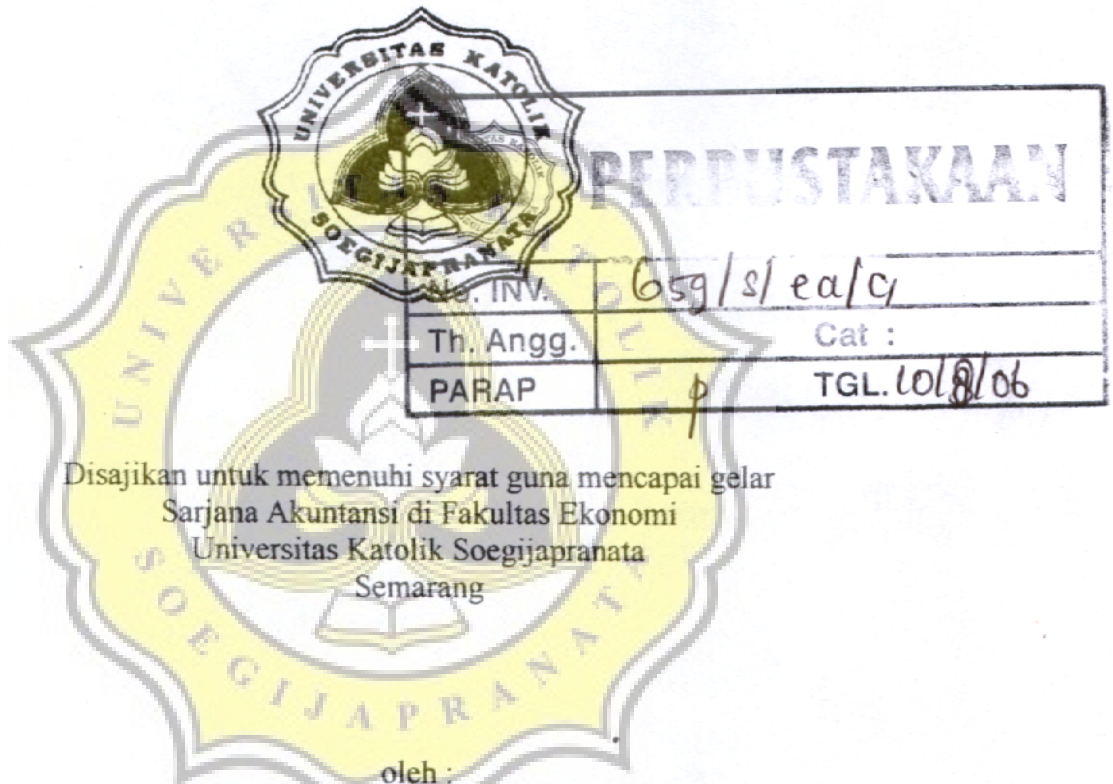 UNIVERSITAS KATOLIK
SOEGIJAPRANATA
PERPUSTAKAAN
NO. INV. 659/S/ea/C1
Th. Angg. Cat :
PARAP TGL. 10/8/06
Disajikan untuk memenuhi syarat guna mencapai gelar
Sarjana Akuntansi di Fakultas Ekonomi
Universitas Katolik Soegijapranata
Semarang
oleh :